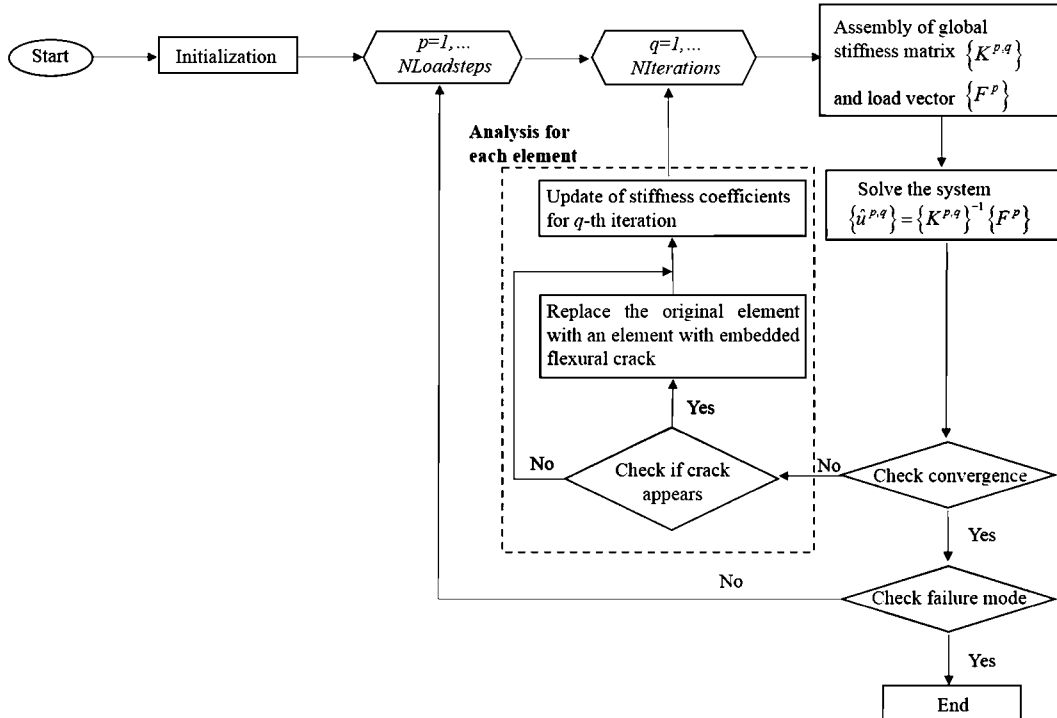 Start
Initialization
p=1,...
NLoadsteps
q=1,...
NIterations
Assembly of global
stiffness matrix {K^{p,q}}
and load vector {F^p}
Analysis for
each element
Update of stiffness coefficients
for q-th iteration
Solve the system
{û^{p,q}} = {K^{p,q}}^{-1} {F^p}
Replace the original element
with an element with embedded
flexural crack
Yes
No
Check if crack
appears
No
Check convergence
Yes
No
Check failure mode
Yes
End